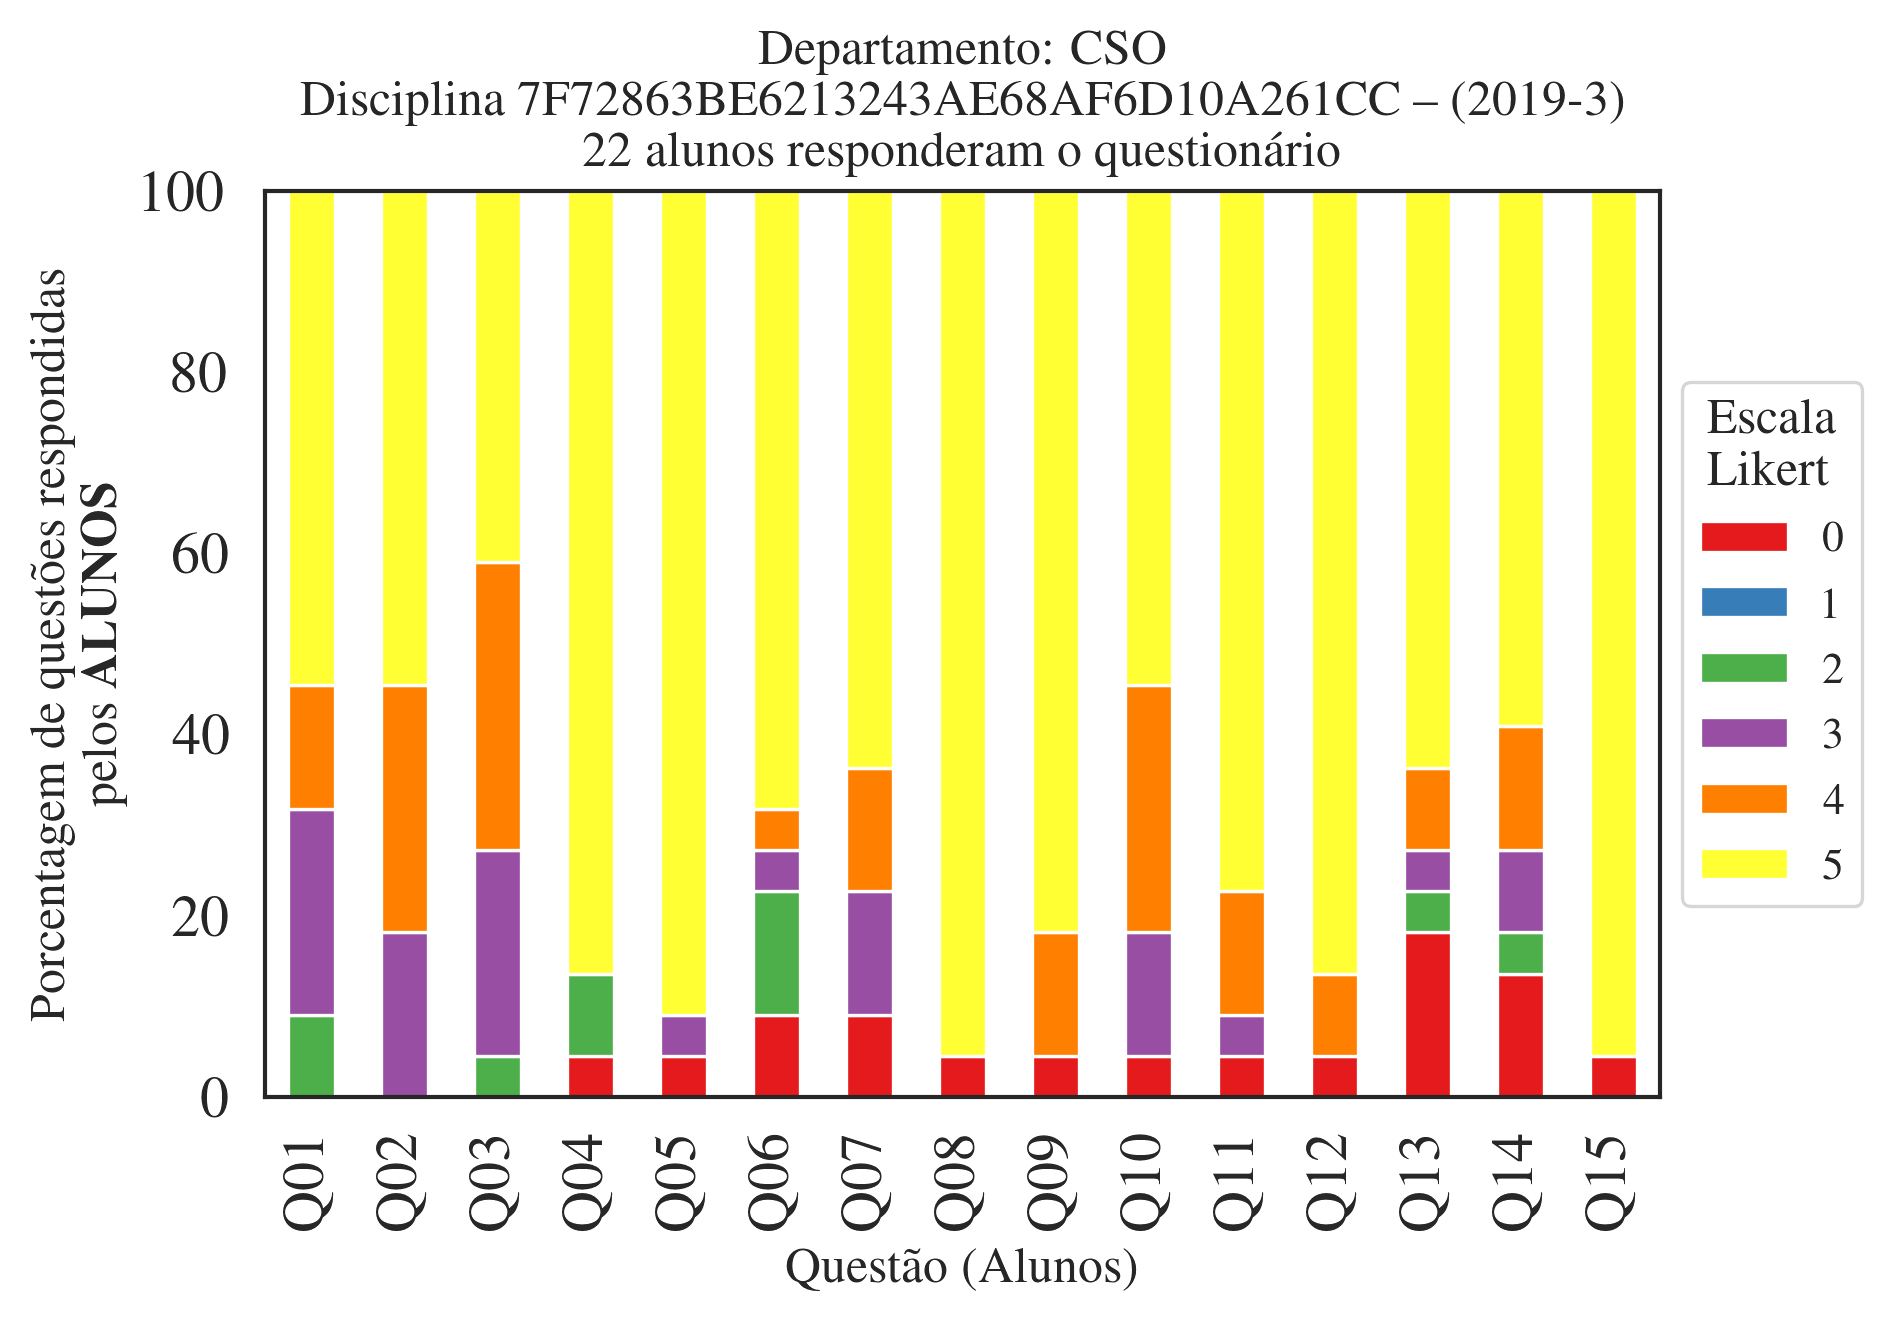 Departamento: CSO
Disciplina 7F72863BE6213243AE68AF6D10A261CC – (2019-3)
22 alunos responderam o questionário
Porcentagem de questões respondidas
pelos ALUNOS
100
80
60
40
20
0
Q01
Q02
Q03
Q04
Q05
Q06
Q07
Q08
Q09
Q10
Q11
Q12
Q13
Q14
Q15
Questão (Alunos)
Escala
Likert
0
1
2
3
4
5